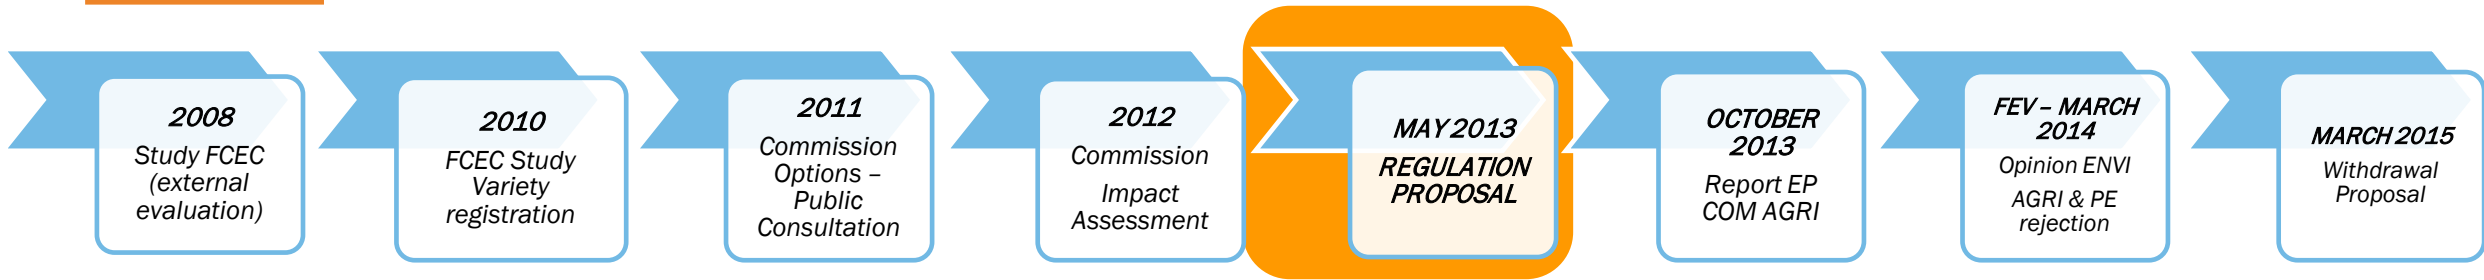 2008
Study FCEC
(external
evaluation)
2010
FCEC Study
Variety
registration
2011
Commission
Options –
Public
Consultation
2012
Commission
Impact
Assessment
MAY 2013
REGULATION
PROPOSAL
OCTOBER
2013
Report EP
COM AGRI
FEV – MARCH
2014
Opinion ENVI
AGRI & PE
rejection
MARCH 2015
Withdrawal
Proposal